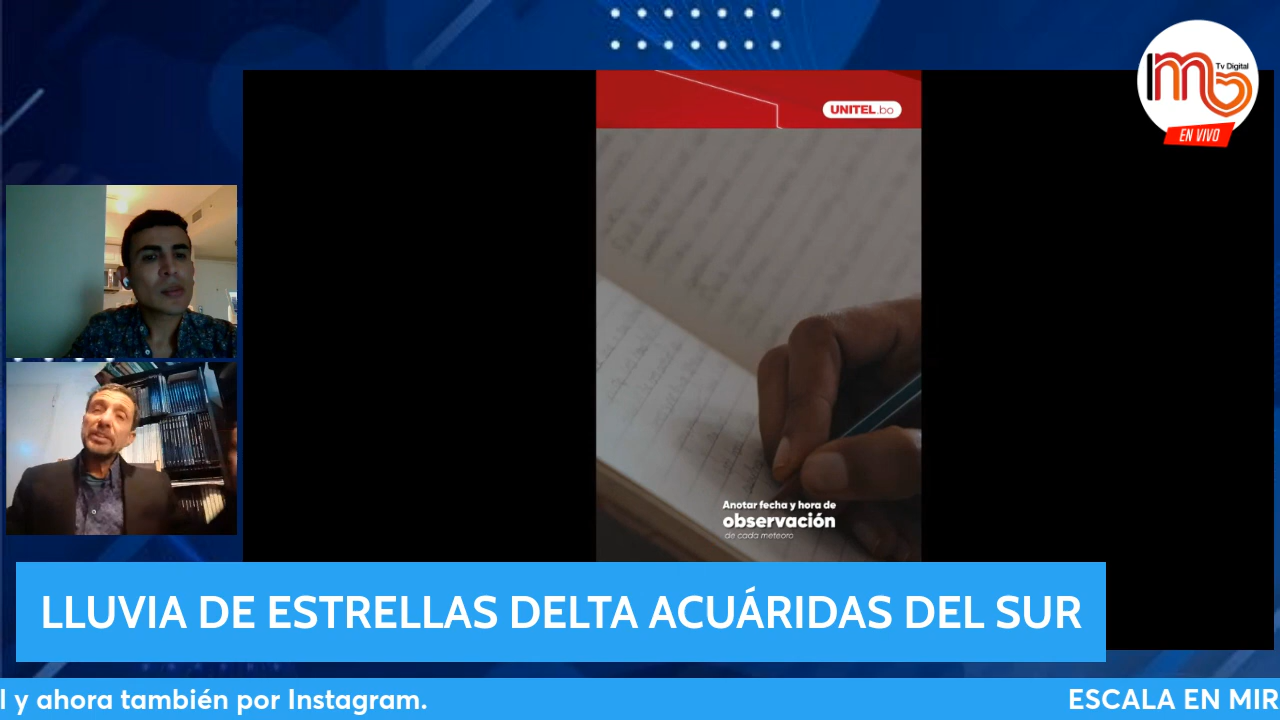 Tv Digital
EN VIVO
UNITEL.bo
Anotar fecha y hora de
observación
de cada meteoro
LLUVIA DE ESTRELLAS DELTA ACUÁRIDAS DEL SUR
l y ahora también por Instagram.
ESCALA EN MIR